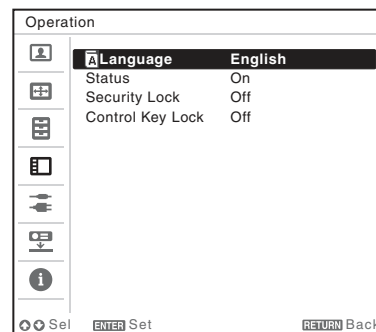 Operation
A Language English
Status On
Security Lock Off
Control Key Lock Off
Sel ENTER Set RETURN Back